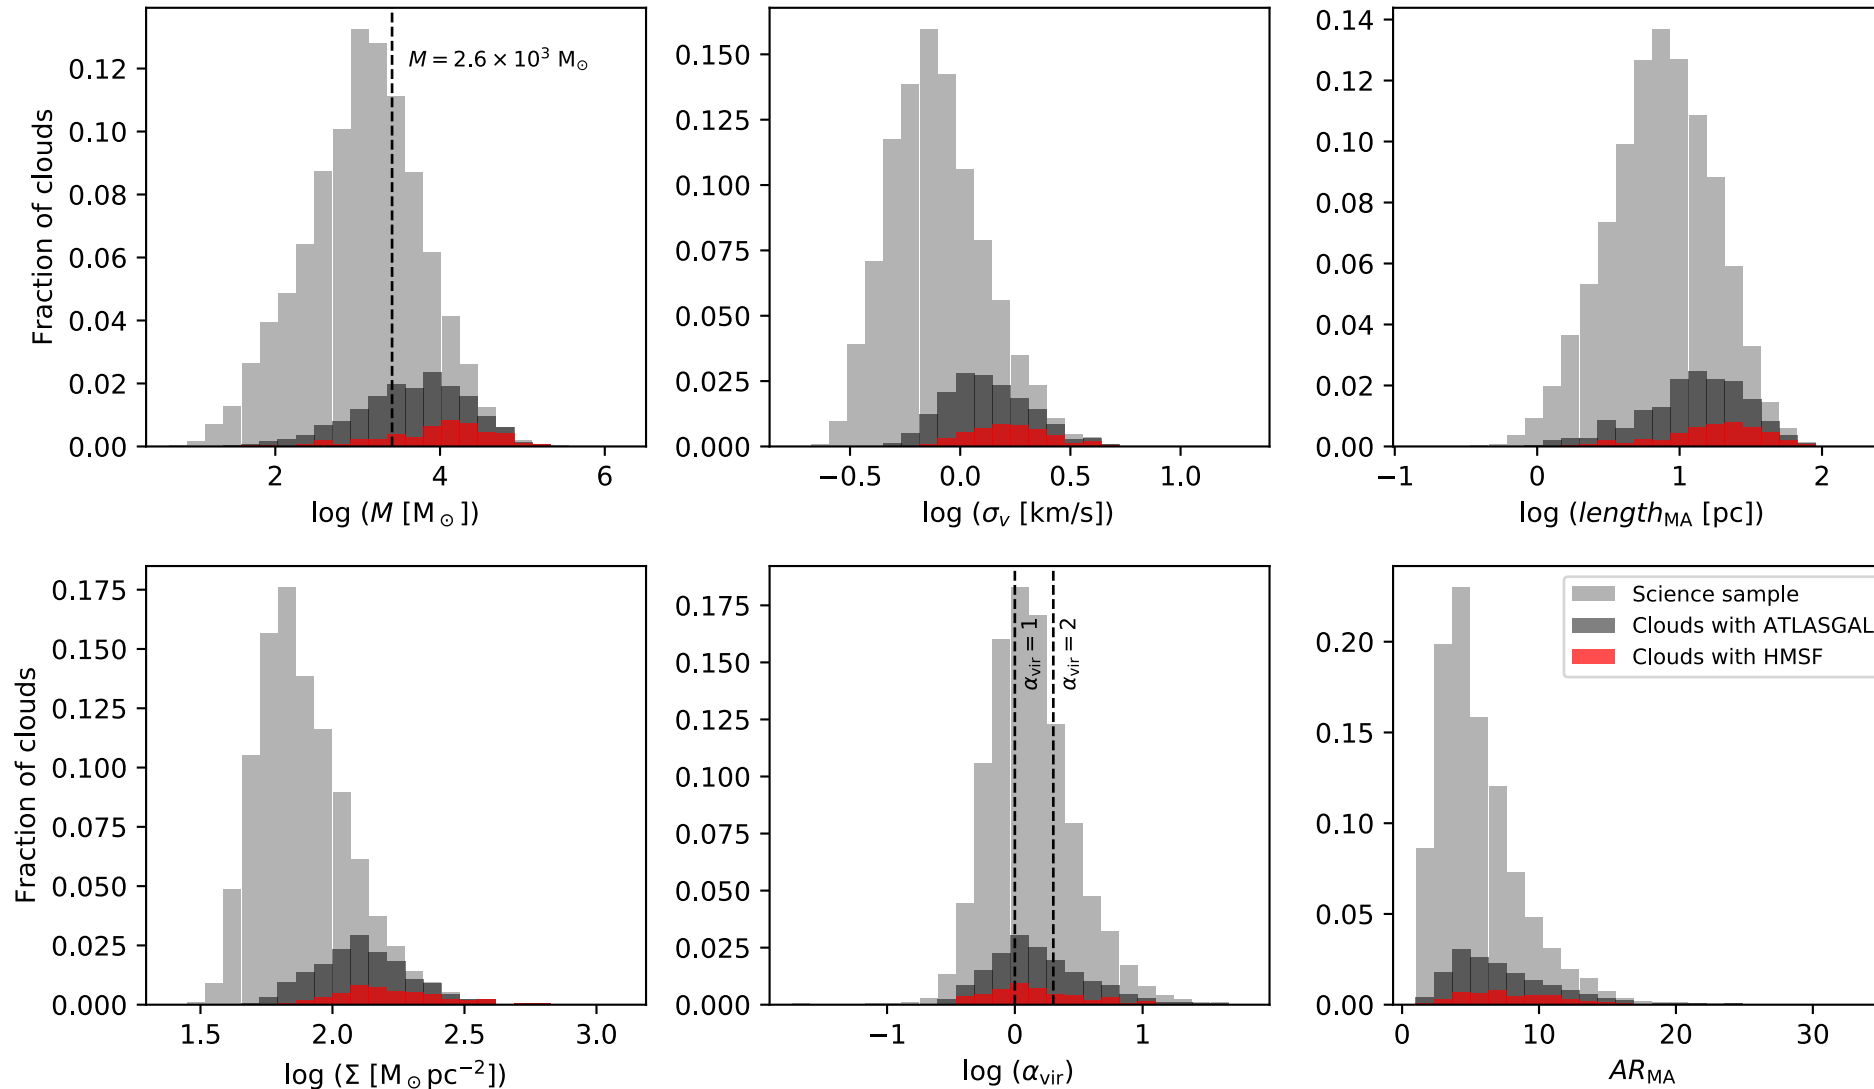 Fraction of clouds
0.12
0.10
0.08
0.06
0.04
0.02
0.00
M = 2.6 × 10³ M⊙
2 4 6
log (M [M⊙])
0.150
0.125
0.100
0.075
0.050
0.025
0.000
−0.5 0.0 0.5 1.0
log (σᵥ [km/s])
0.14
0.12
0.10
0.08
0.06
0.04
0.02
0.00
−1 0 1 2
log (length_MA [pc])
Fraction of clouds
0.175
0.150
0.125
0.100
0.075
0.050
0.025
0.000
1.5 2.0 2.5 3.0
log (Σ [M⊙ pc⁻²])
0.175
0.150
0.125
0.100
0.075
0.050
0.025
0.000
α_vir = 1
α_vir = 2
−1 0 1
log (α_vir)
0.20
0.15
0.10
0.05
0.00
Science sample
Clouds with ATLASGAL
Clouds with HMSF
0 10 20 30
AR_MA